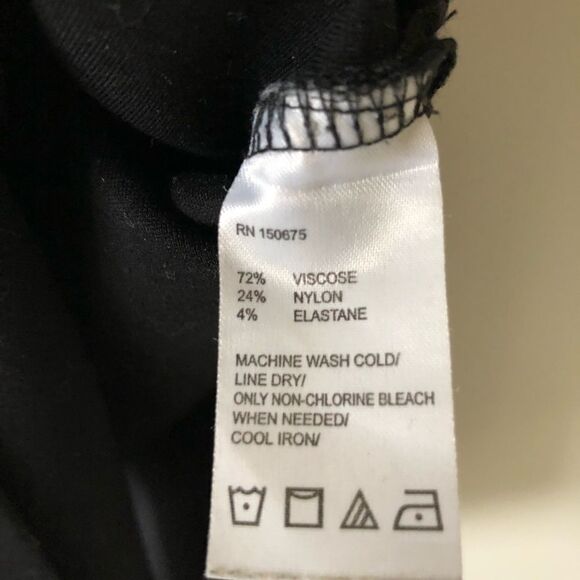 RN 150675
72% VISCOSE
24% NYLON
4% ELASTANE
MACHINE WASH COLD/
LINE DRY/
ONLY NON-CHLORINE BLEACH
WHEN NEEDED/
COOL IRON/